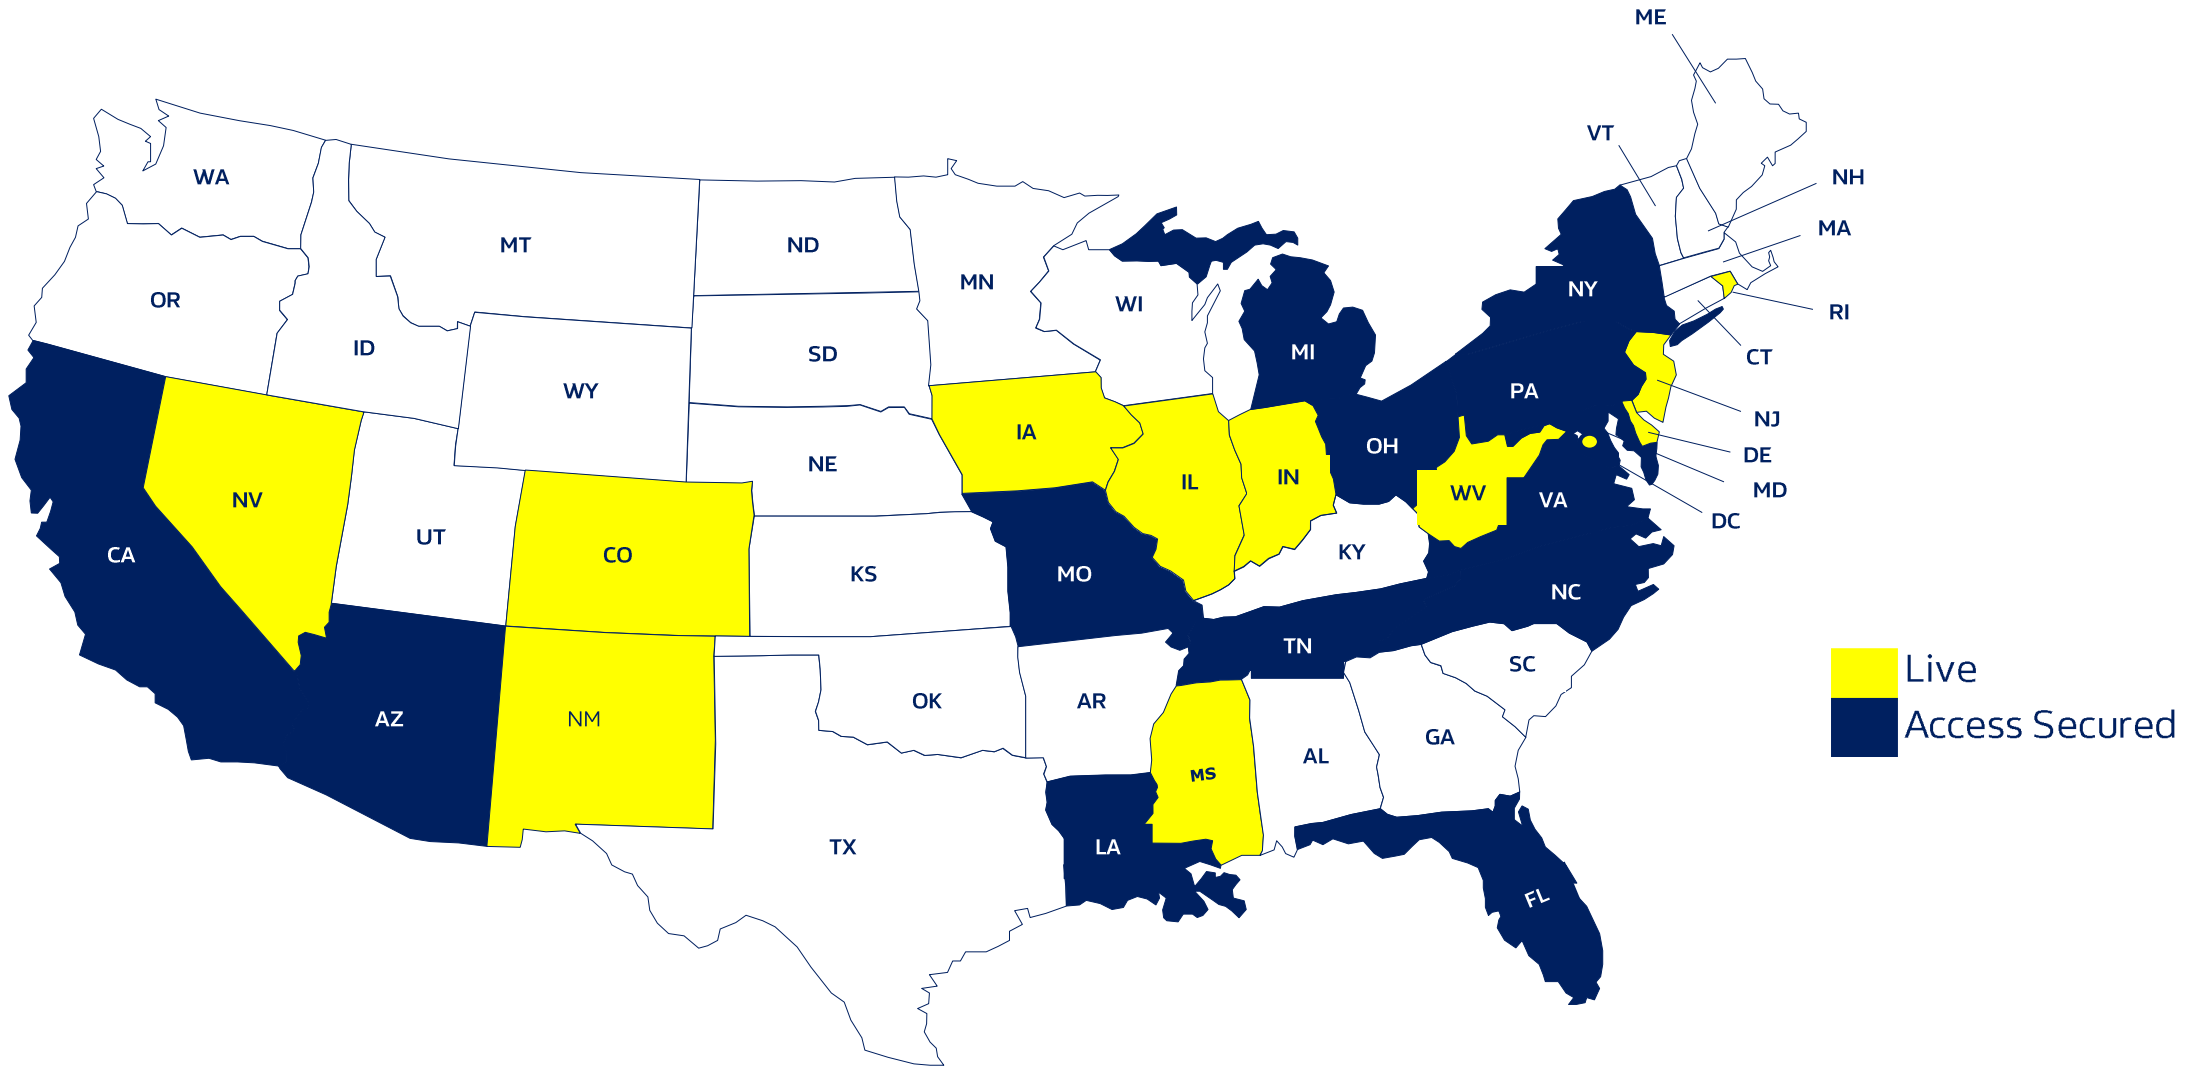 ME
VT
WA
NH
MA
MT
ND
MN
NY
OR
WI
RI
ID
MI
SD
CT
WY
PA
NJ
IA
OH
DE
NE
IL
IN
MD
NV
WV
VA
DC
UT
CA
CO
KY
KS
MO
NC
TN
SC
Live
OK
AR
AZ
NM
GA
Access Secured
AL
MS
TX
LA
FL